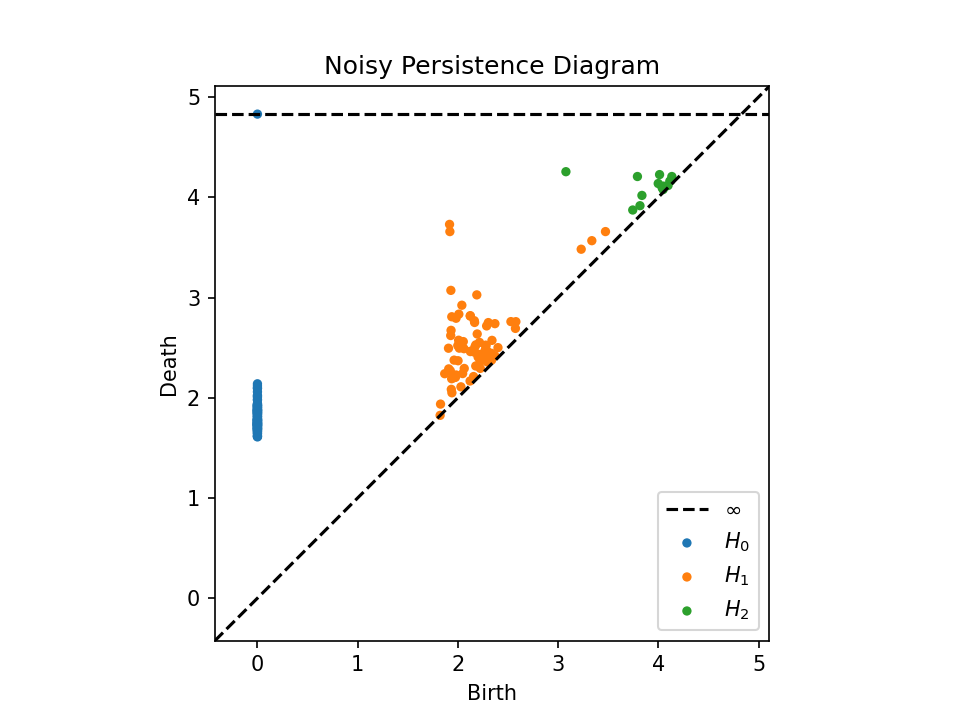 Noisy Persistence Diagram
5
4
3
2
1
0
Death
0 1 2 3 4 5
Birth
∞
H₀
H₁
H₂